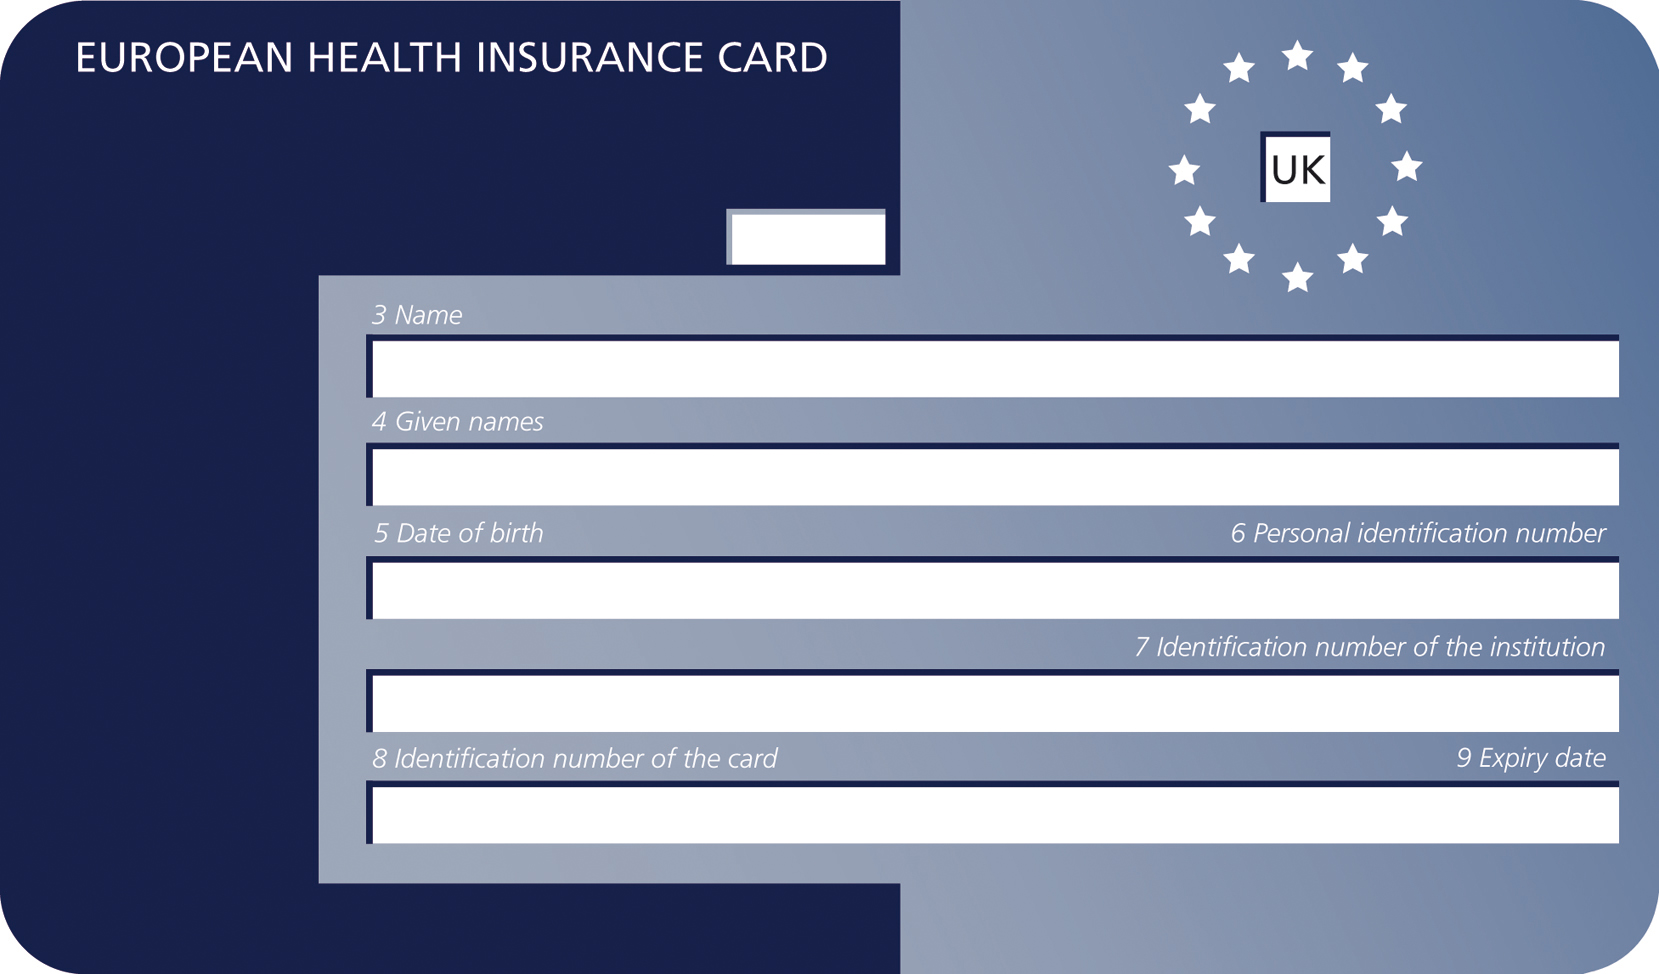 EUROPEAN HEALTH INSURANCE CARD
UK
3 Name
4 Given names
5 Date of birth
6 Personal identification number
7 Identification number of the institution
8 Identification number of the card
9 Expiry date